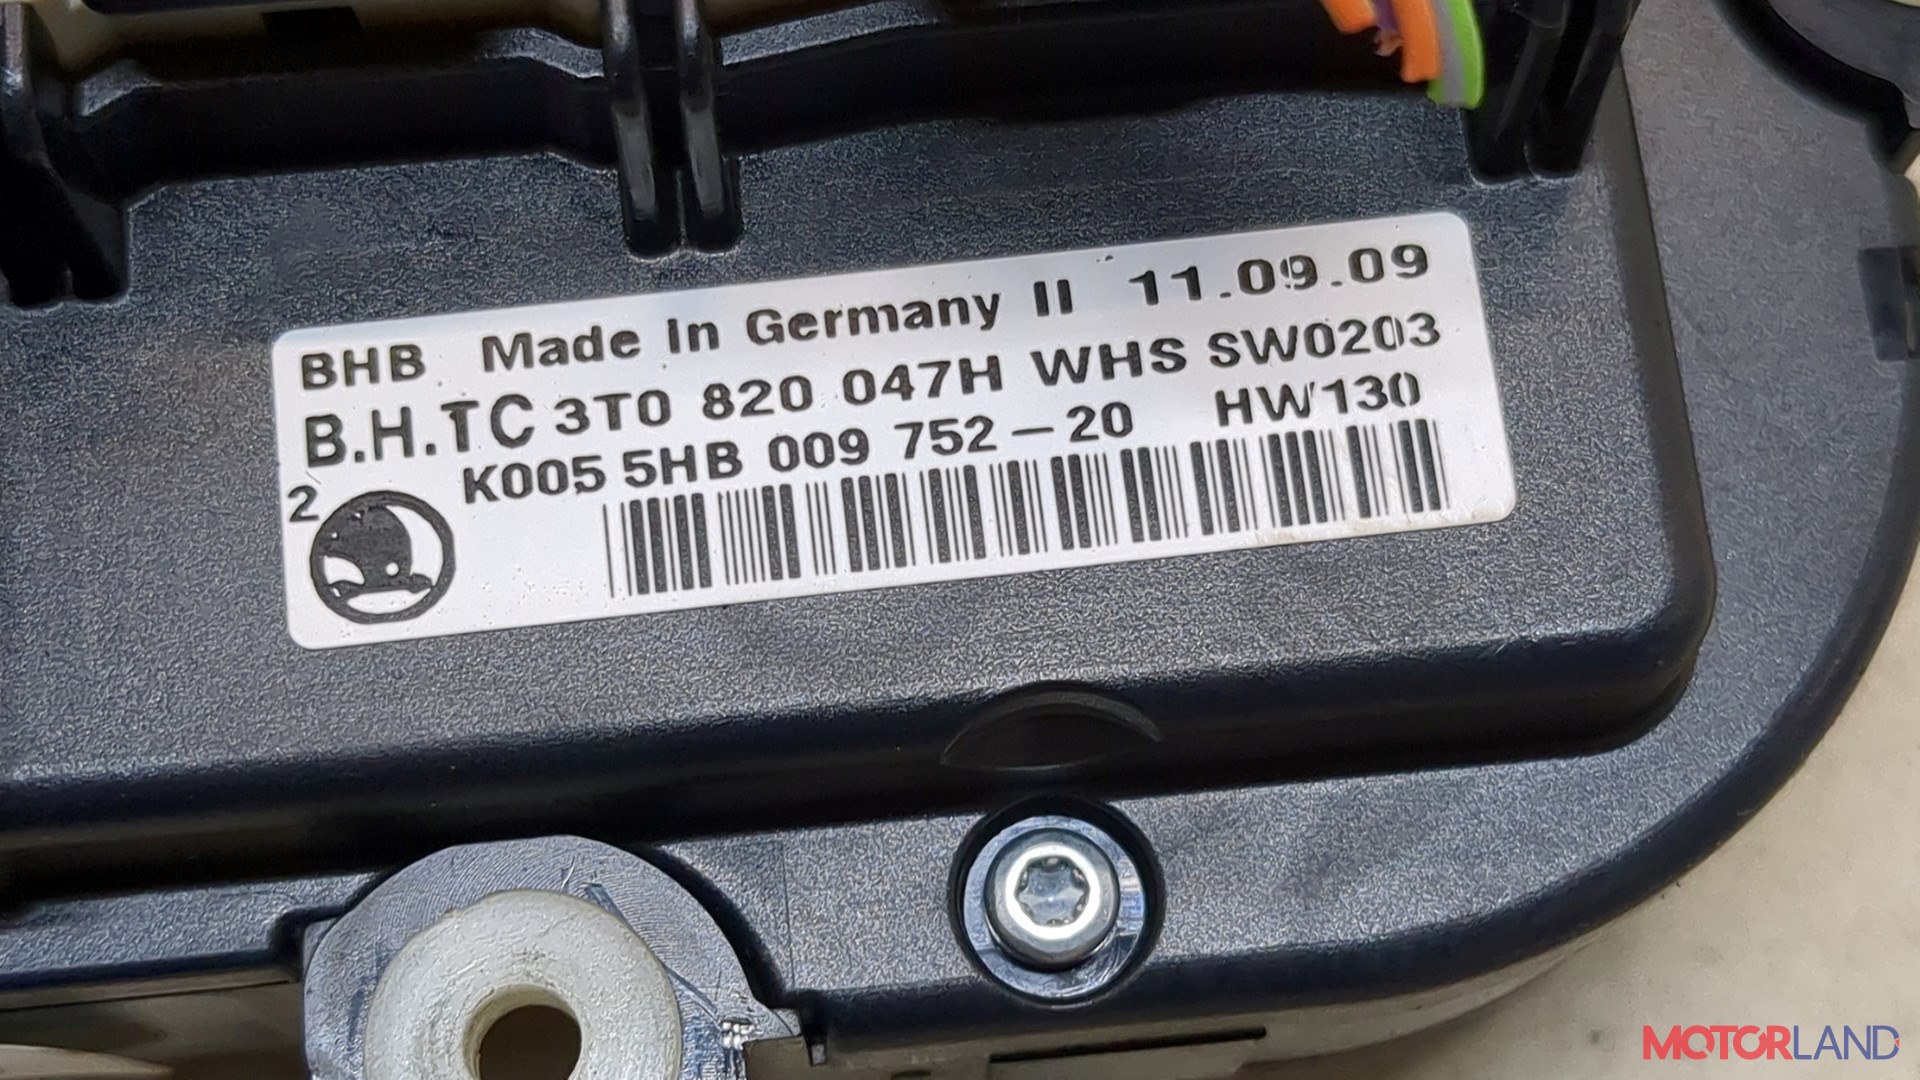 BHB Made in Germany II 11.09.09
B.H.TC 3T0 820 047H WHS SW0203
K005 5HB 009 752-20 HW130
2
MOTORLAND